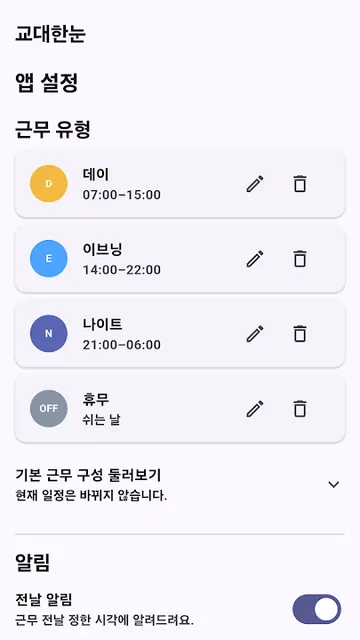 교대한눈
앱 설정
근무 유형
D
데이
07:00–15:00
E
이브닝
14:00–22:00
N
나이트
21:00–06:00
OFF
휴무
쉬는 날
기본 근무 구성 둘러보기
현재 일정은 바뀌지 않습니다.
알림
전날 알림
근무 전날 정한 시각에 알려드려요.